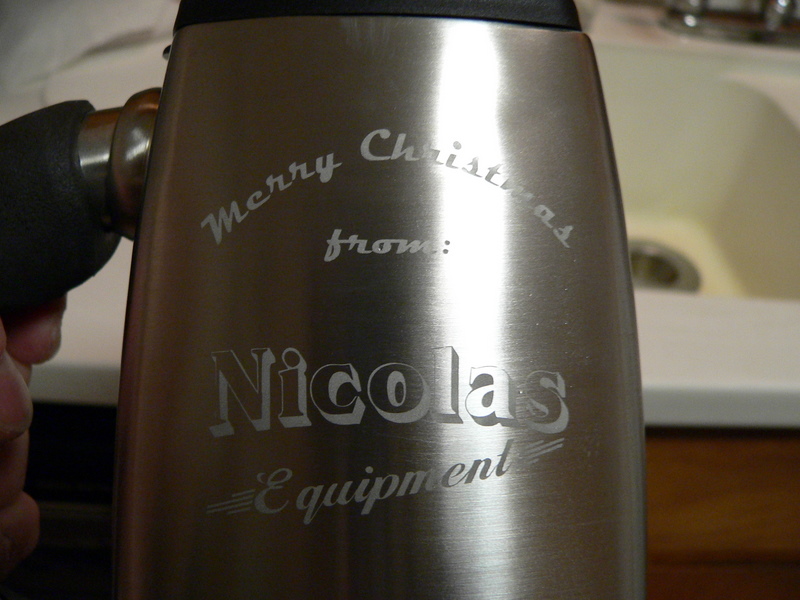 Merry Christmas
from:
Nicolas
Equipment